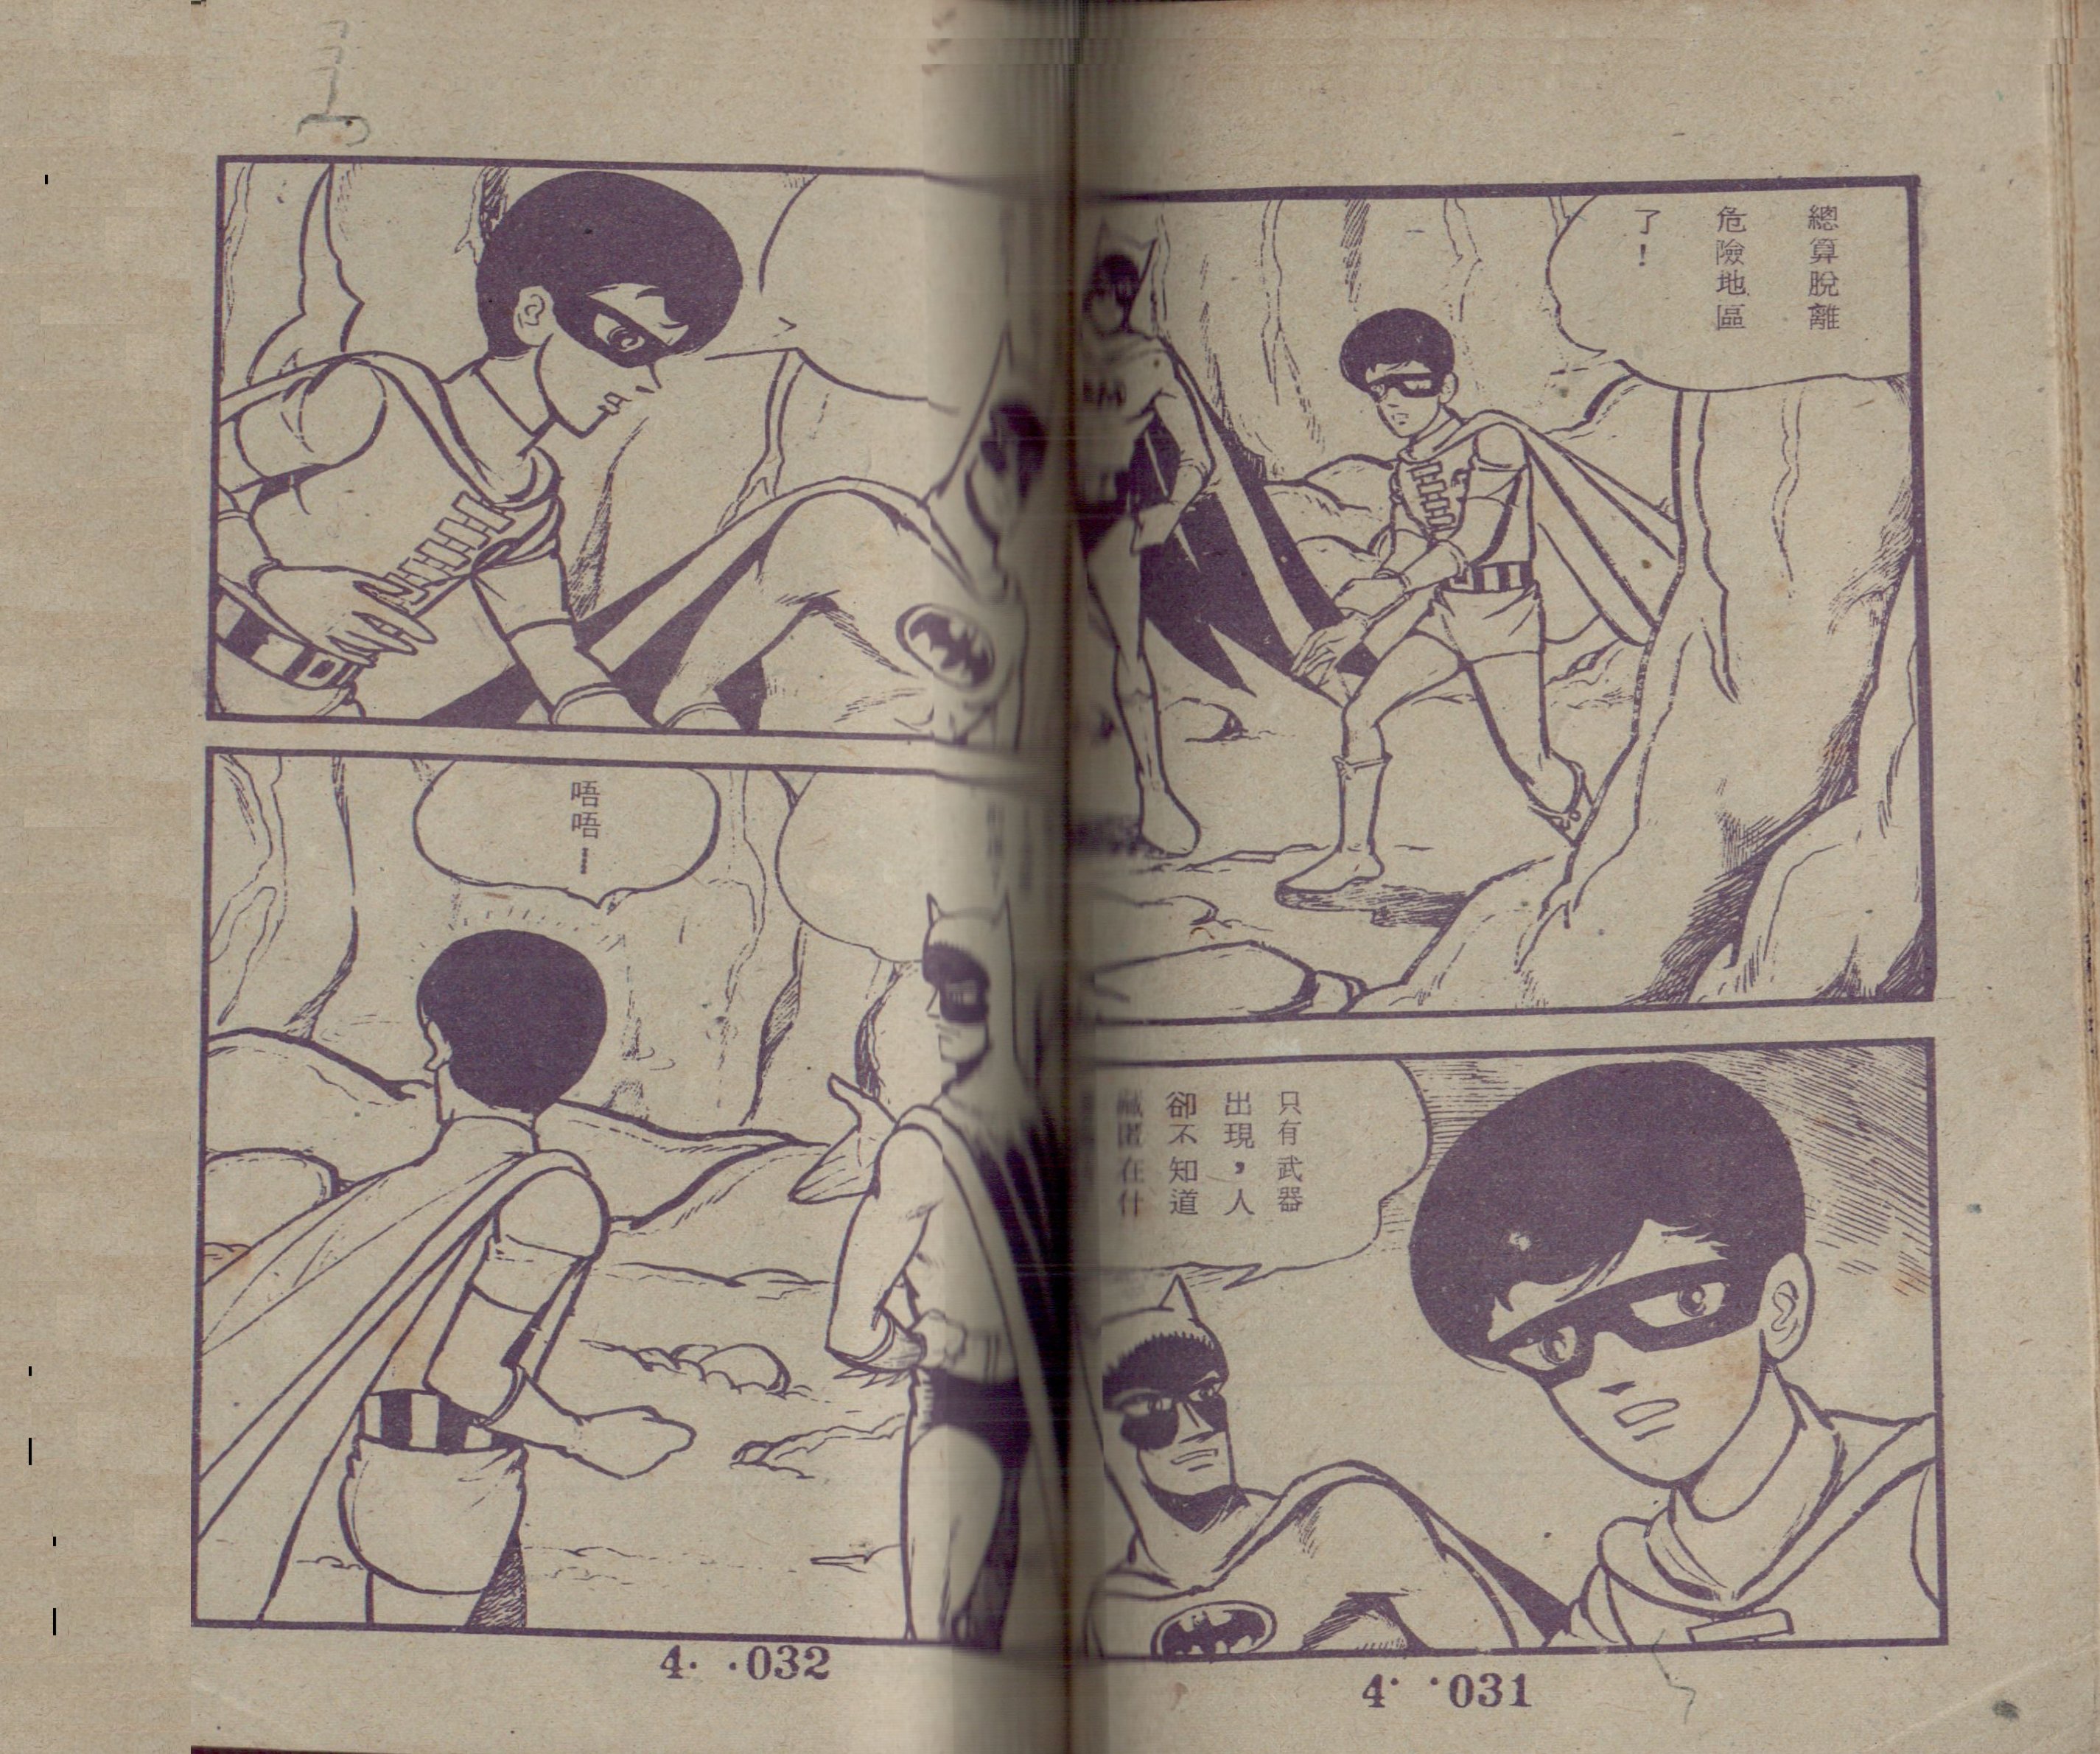 總算脫離
危險地區
了！
只有武器
出現，人
卻不知道
藏匿在什
4· ·031
唔唔—
4· ·032